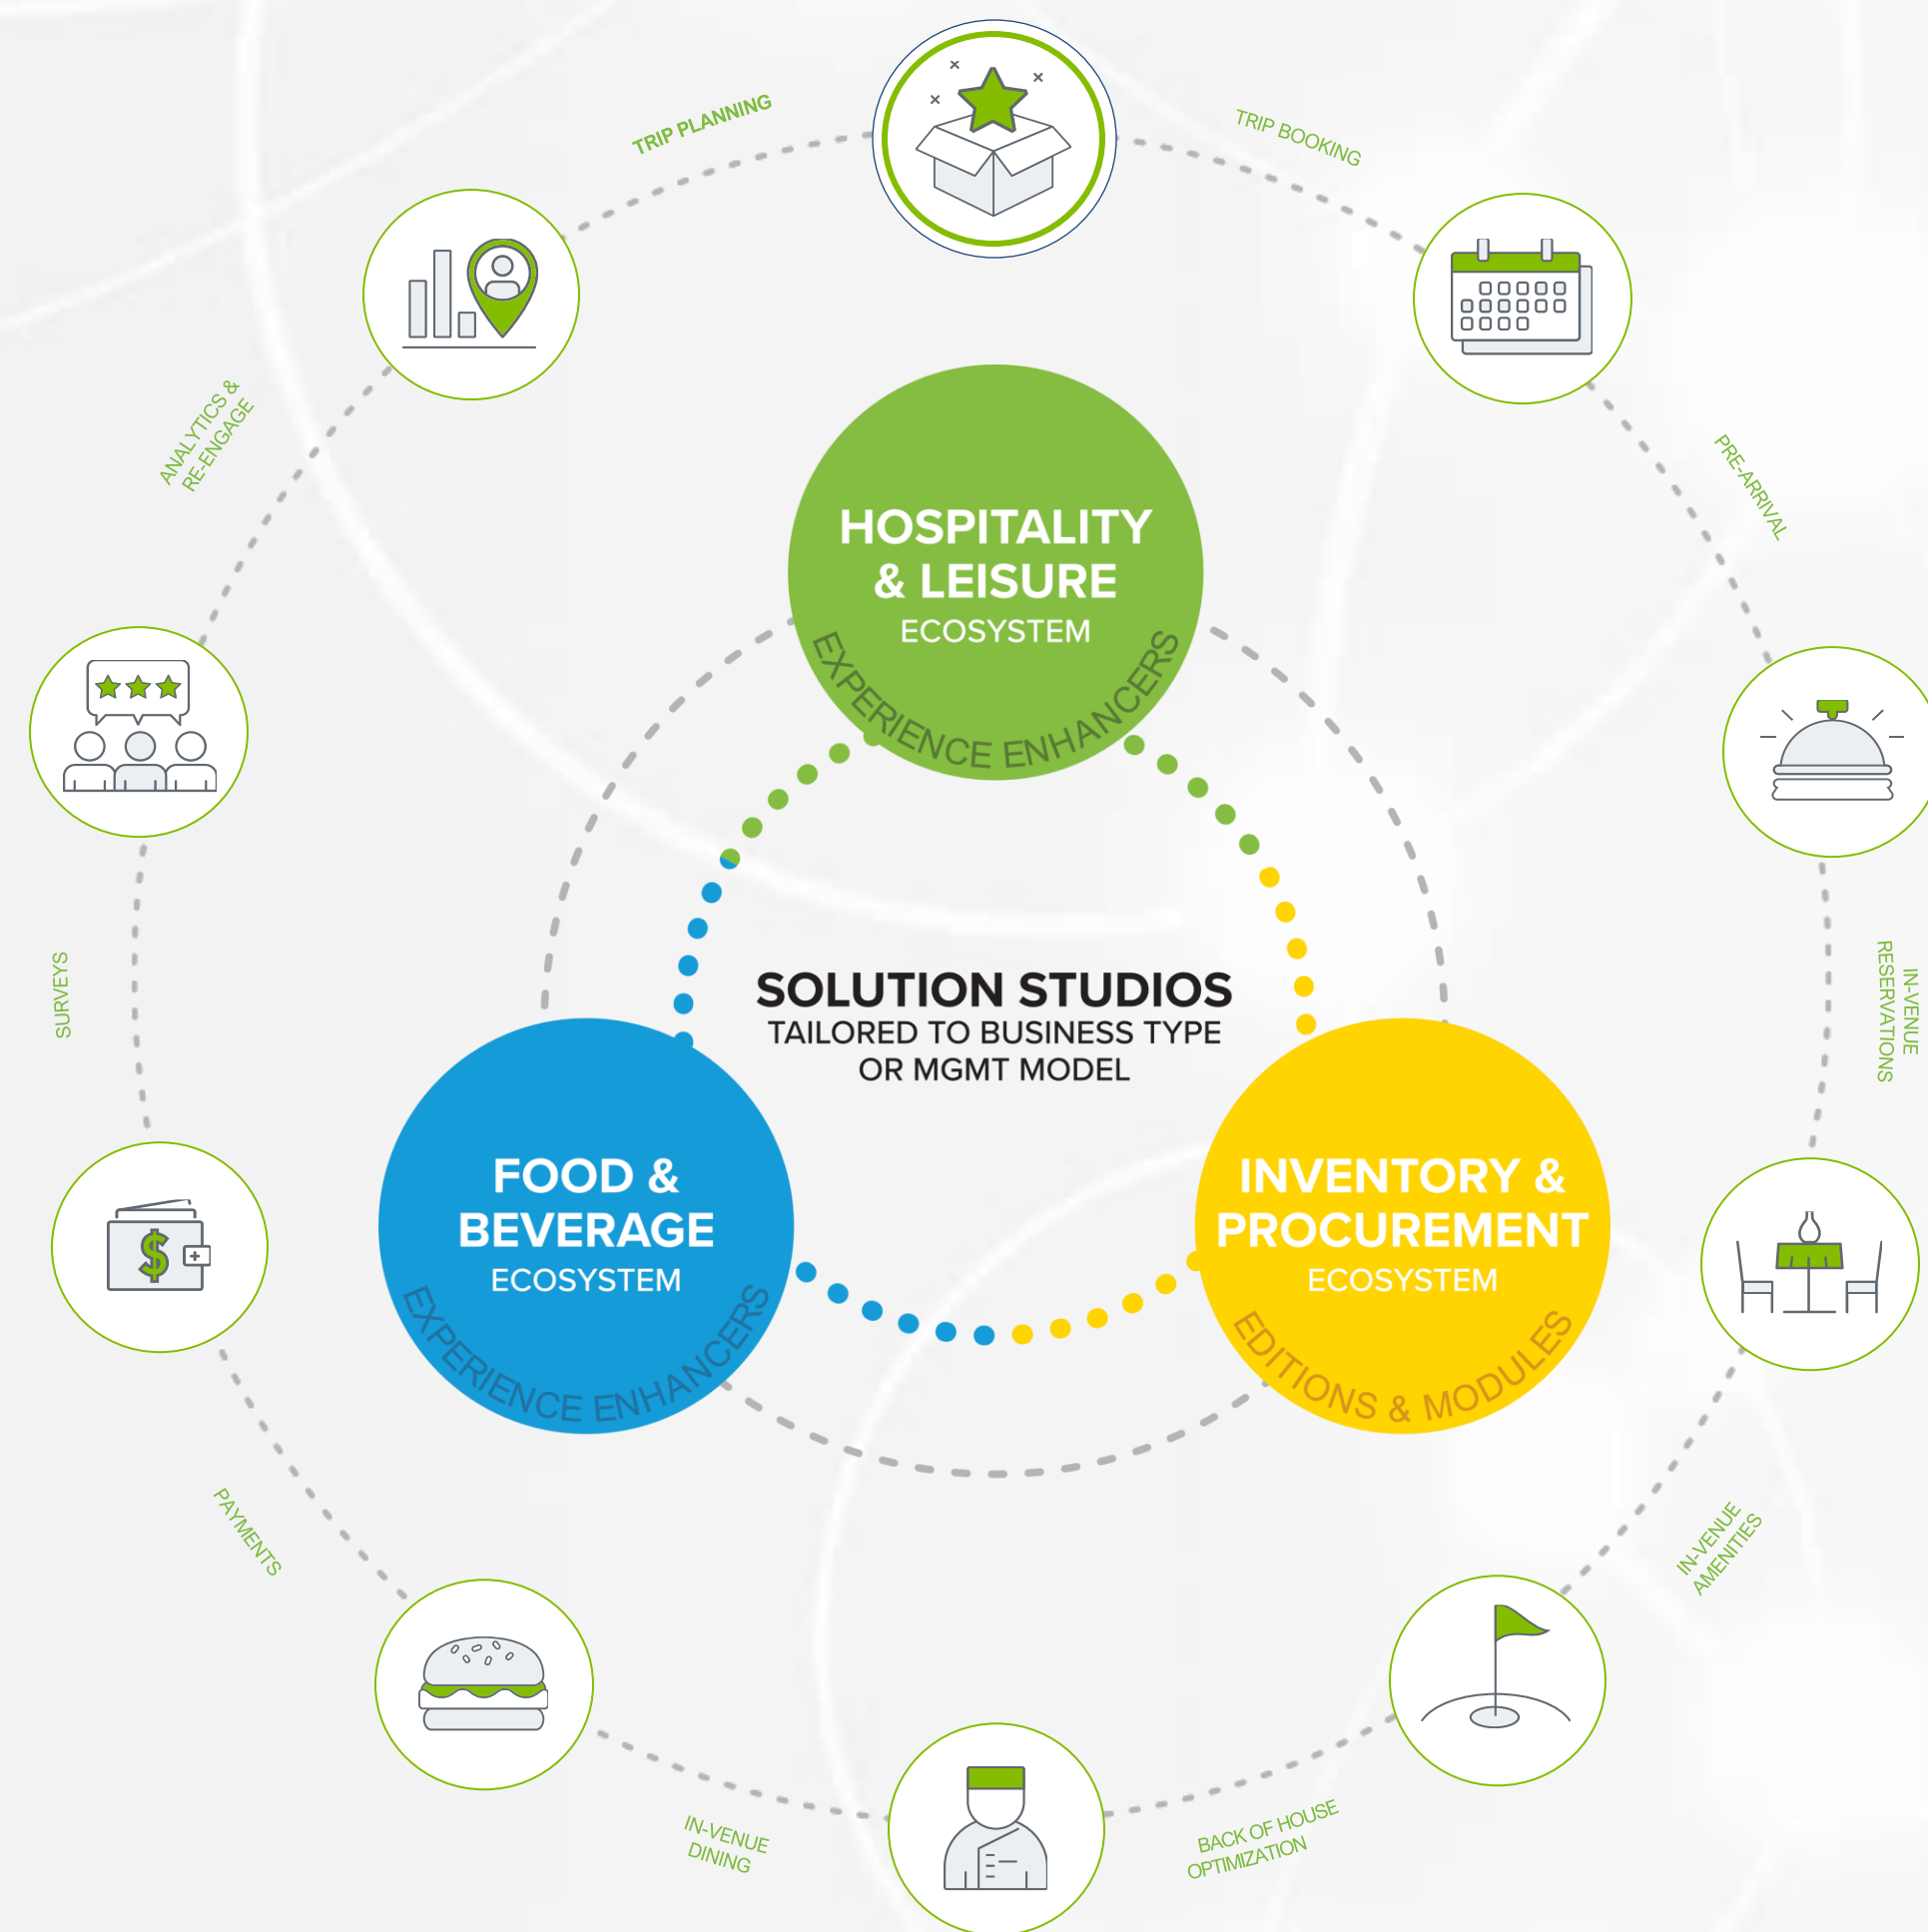 TRIP PLANNING
TRIP BOOKING
ANALYTICS &
RE-ENGAGE
PRE-ARRIVAL
HOSPITALITY
& LEISURE
ECOSYSTEM
EXPERIENCE ENHANCERS
SURVEYS
IN-VENUE
RESERVATIONS
SOLUTION STUDIOS
TAILORED TO BUSINESS TYPE
OR MGMT MODEL
FOOD &
BEVERAGE
ECOSYSTEM
EXPERIENCE ENHANCERS
INVENTORY &
PROCUREMENT
ECOSYSTEM
EDITIONS & MODULES
$
PAYMENTS
IN-VENUE
AMENITIES
IN-VENUE
DINING
BACK OF HOUSE
OPTIMIZATION